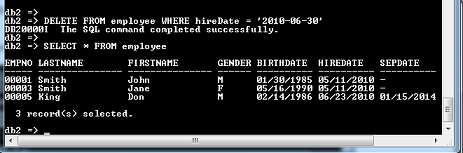 db2 =>
db2 => DELETE FROM employee WHERE hireDate = '2010-06-30'
DB20000I  The SQL command completed successfully.
db2 =>
db2 => SELECT * FROM employee

EMPNO LASTNAME        FIRSTNAME       GENDER BIRTHDATE  HIREDATE   SEPDATE
----- --------------- --------------- ------ ---------- ---------- ----------
00001 Smith           John            M      01/30/1985 05/11/2010 -
00003 Smith           Jane            F      05/16/1990 05/11/2010 -
00005 King            Don             M      02/14/1986 06/23/2010 01/15/2014

  3 record(s) selected.

db2 => _